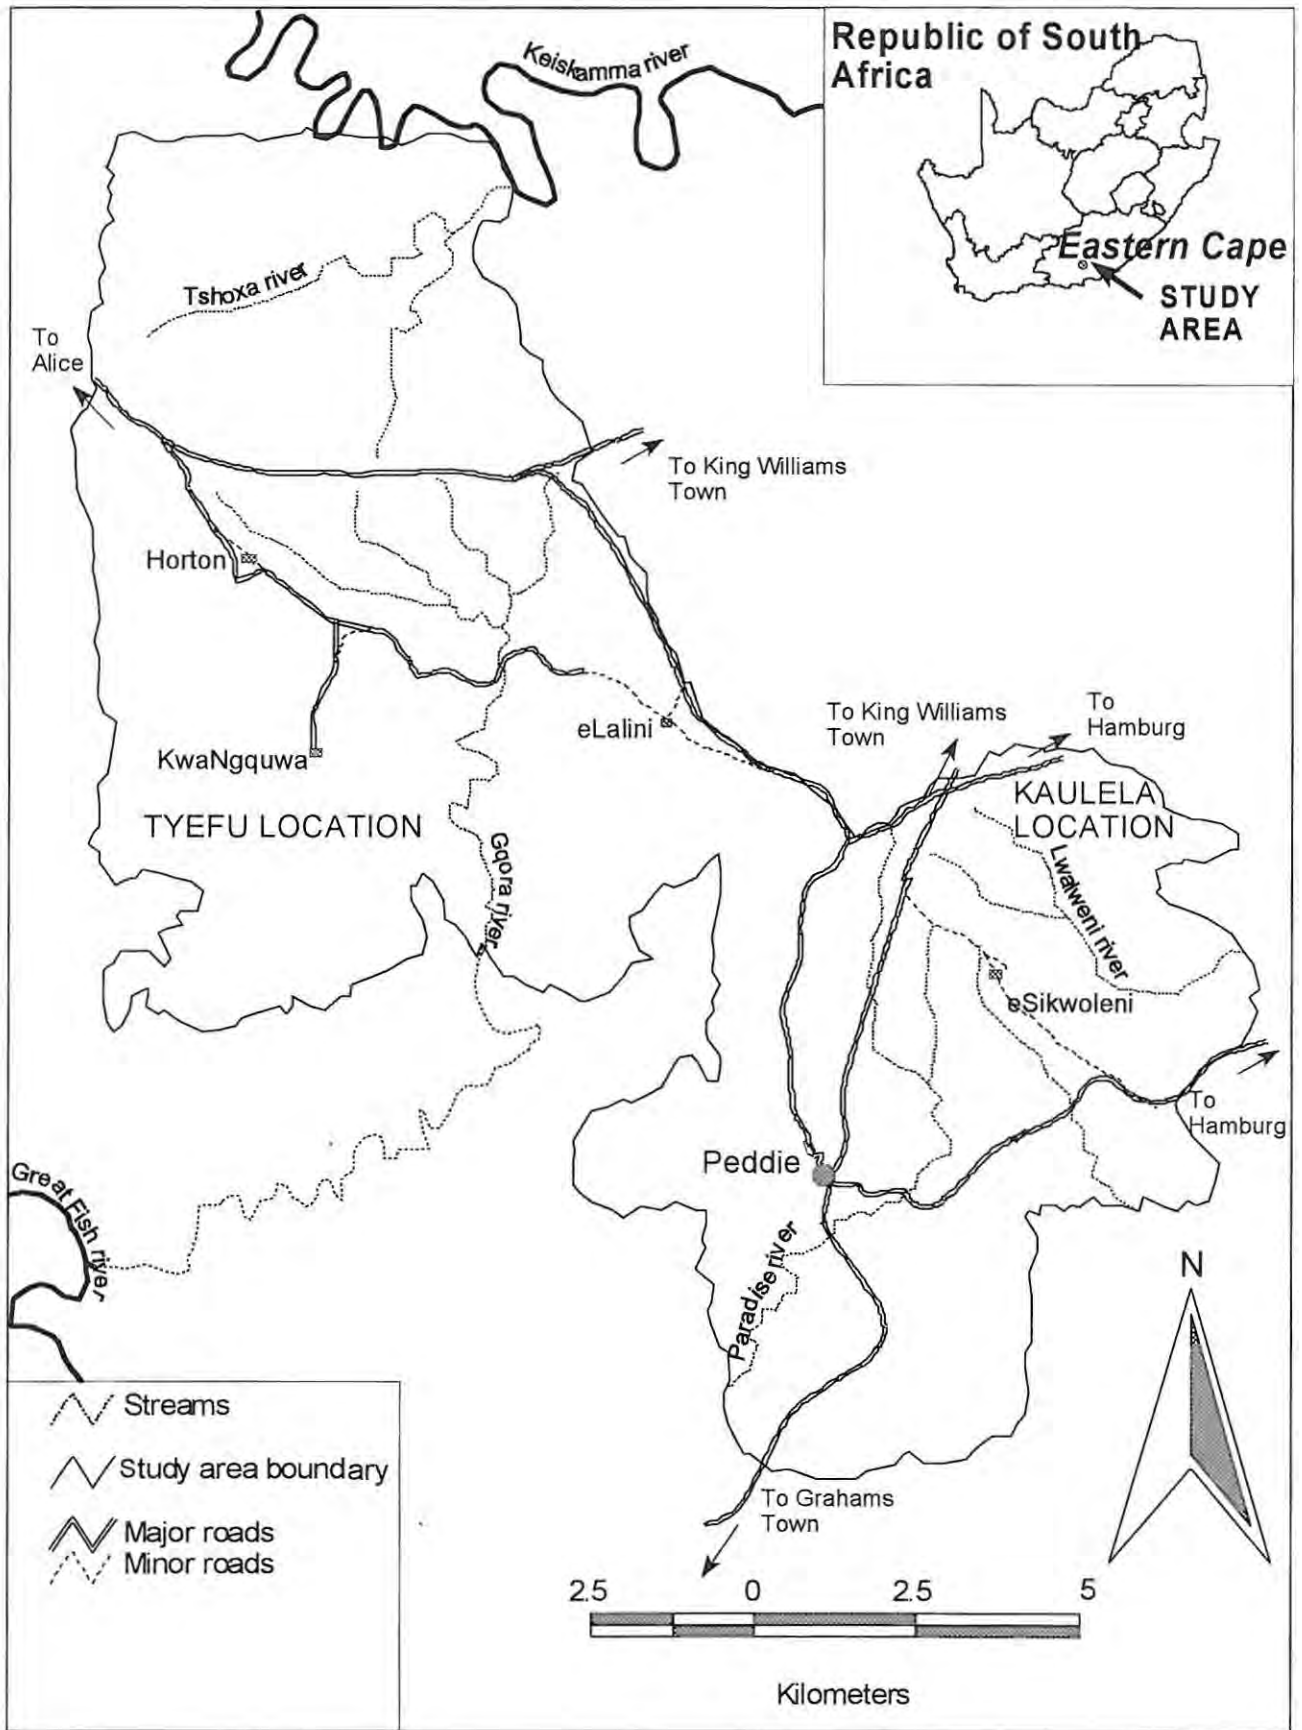 Keiskamma river
Republic of South
Africa
Eastern Cape
STUDY
AREA
Tshoxa river
To
Alice
To King Williams
Town
Horton
eLalini
KwaNgquwa
TYEFU LOCATION
Gqora river
To King Williams
Town
To
Hamburg
KAULELA
LOCATION
Lwalweni river
eSikwoleni
To
Hamburg
Peddie
Great Fish river
Paradise river
N
Streams
Study area boundary
Major roads
Minor roads
To Grahams
Town
2.5 0 2.5 5
Kilometers